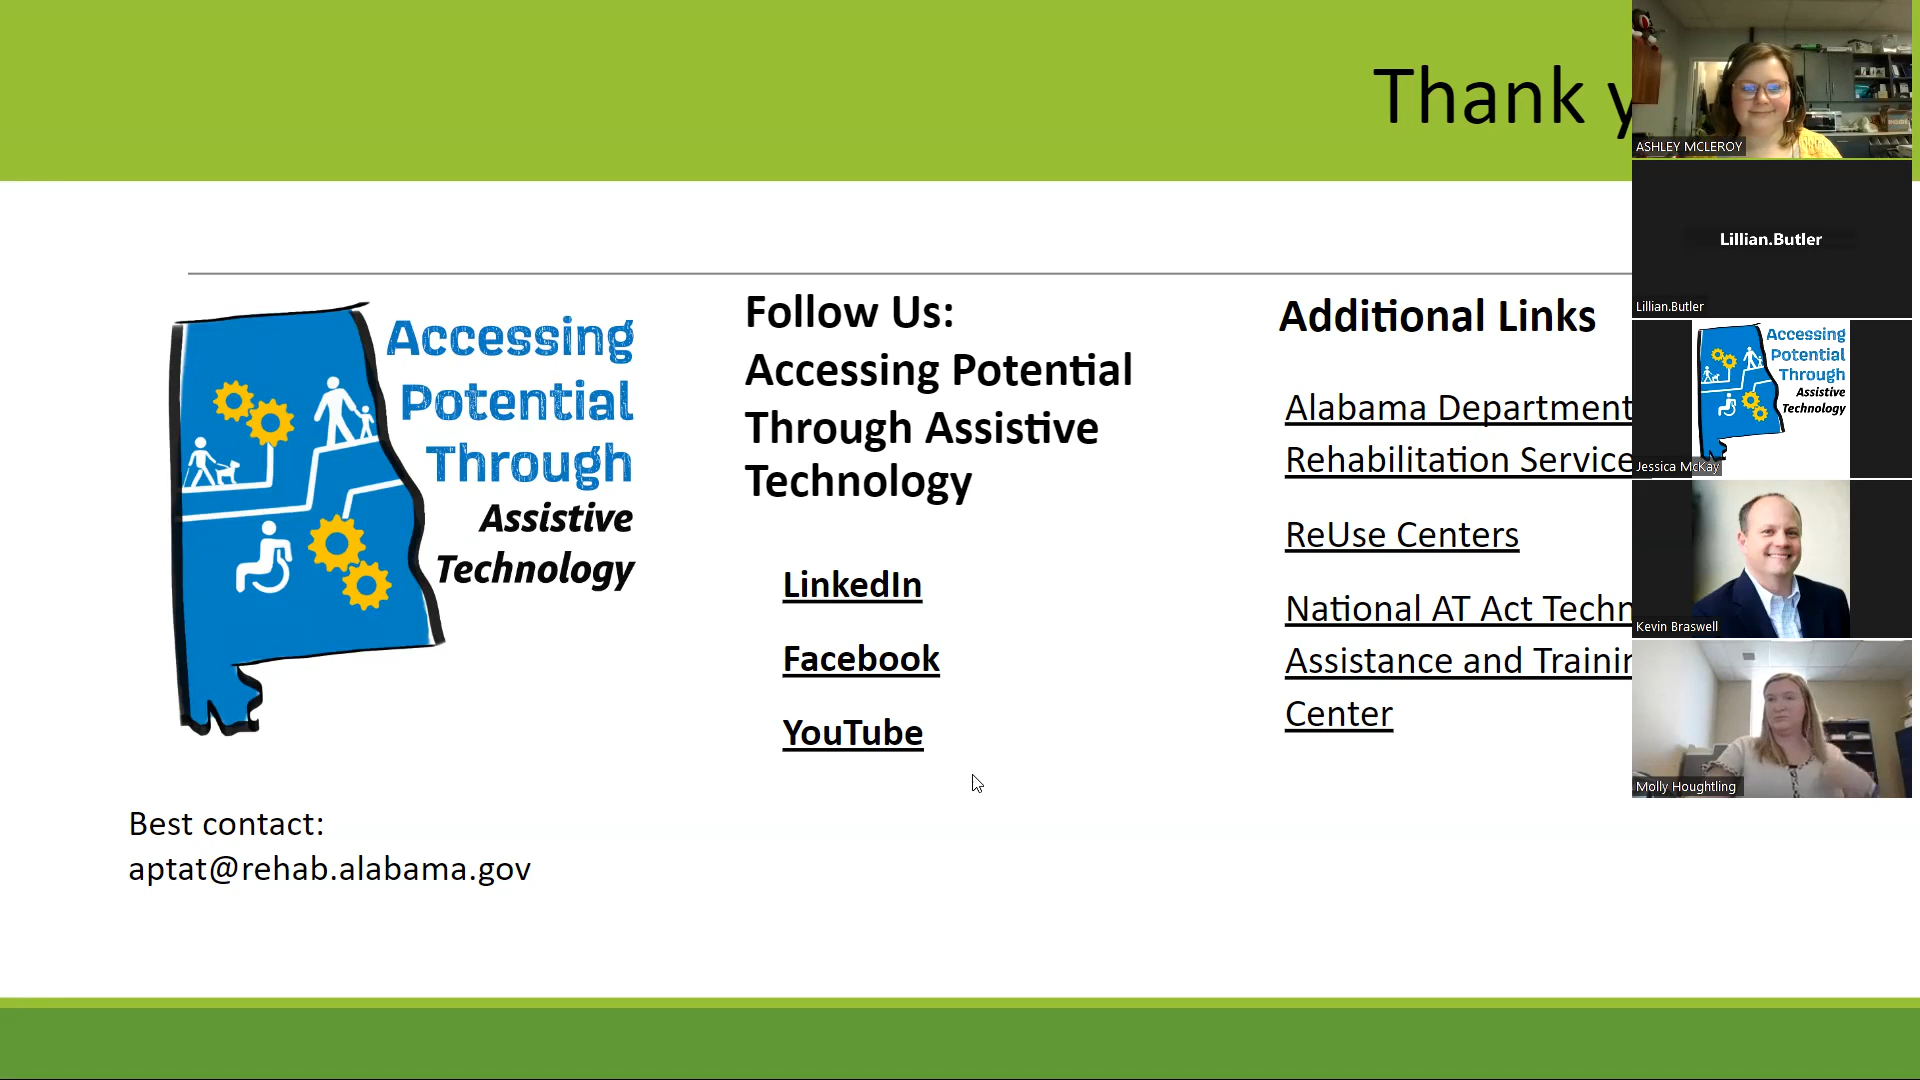 Thank y
Accessing
Potential
Through
Assistive
Technology
Best contact:
aptat@rehab.alabama.gov
Follow Us:
Accessing Potential
Through Assistive
Technology
LinkedIn
Facebook
YouTube
Additional Links
Alabama Department
Rehabilitation Service
ReUse Centers
National AT Act Techn
Assistance and Trainin
Center
ASHLEY MCLEROY
Lillian.Butler
Lillian.Butler
Accessing
Potential
Through
Assistive
Technology
Jessica McKay
Kevin Braswell
Molly Houghtling